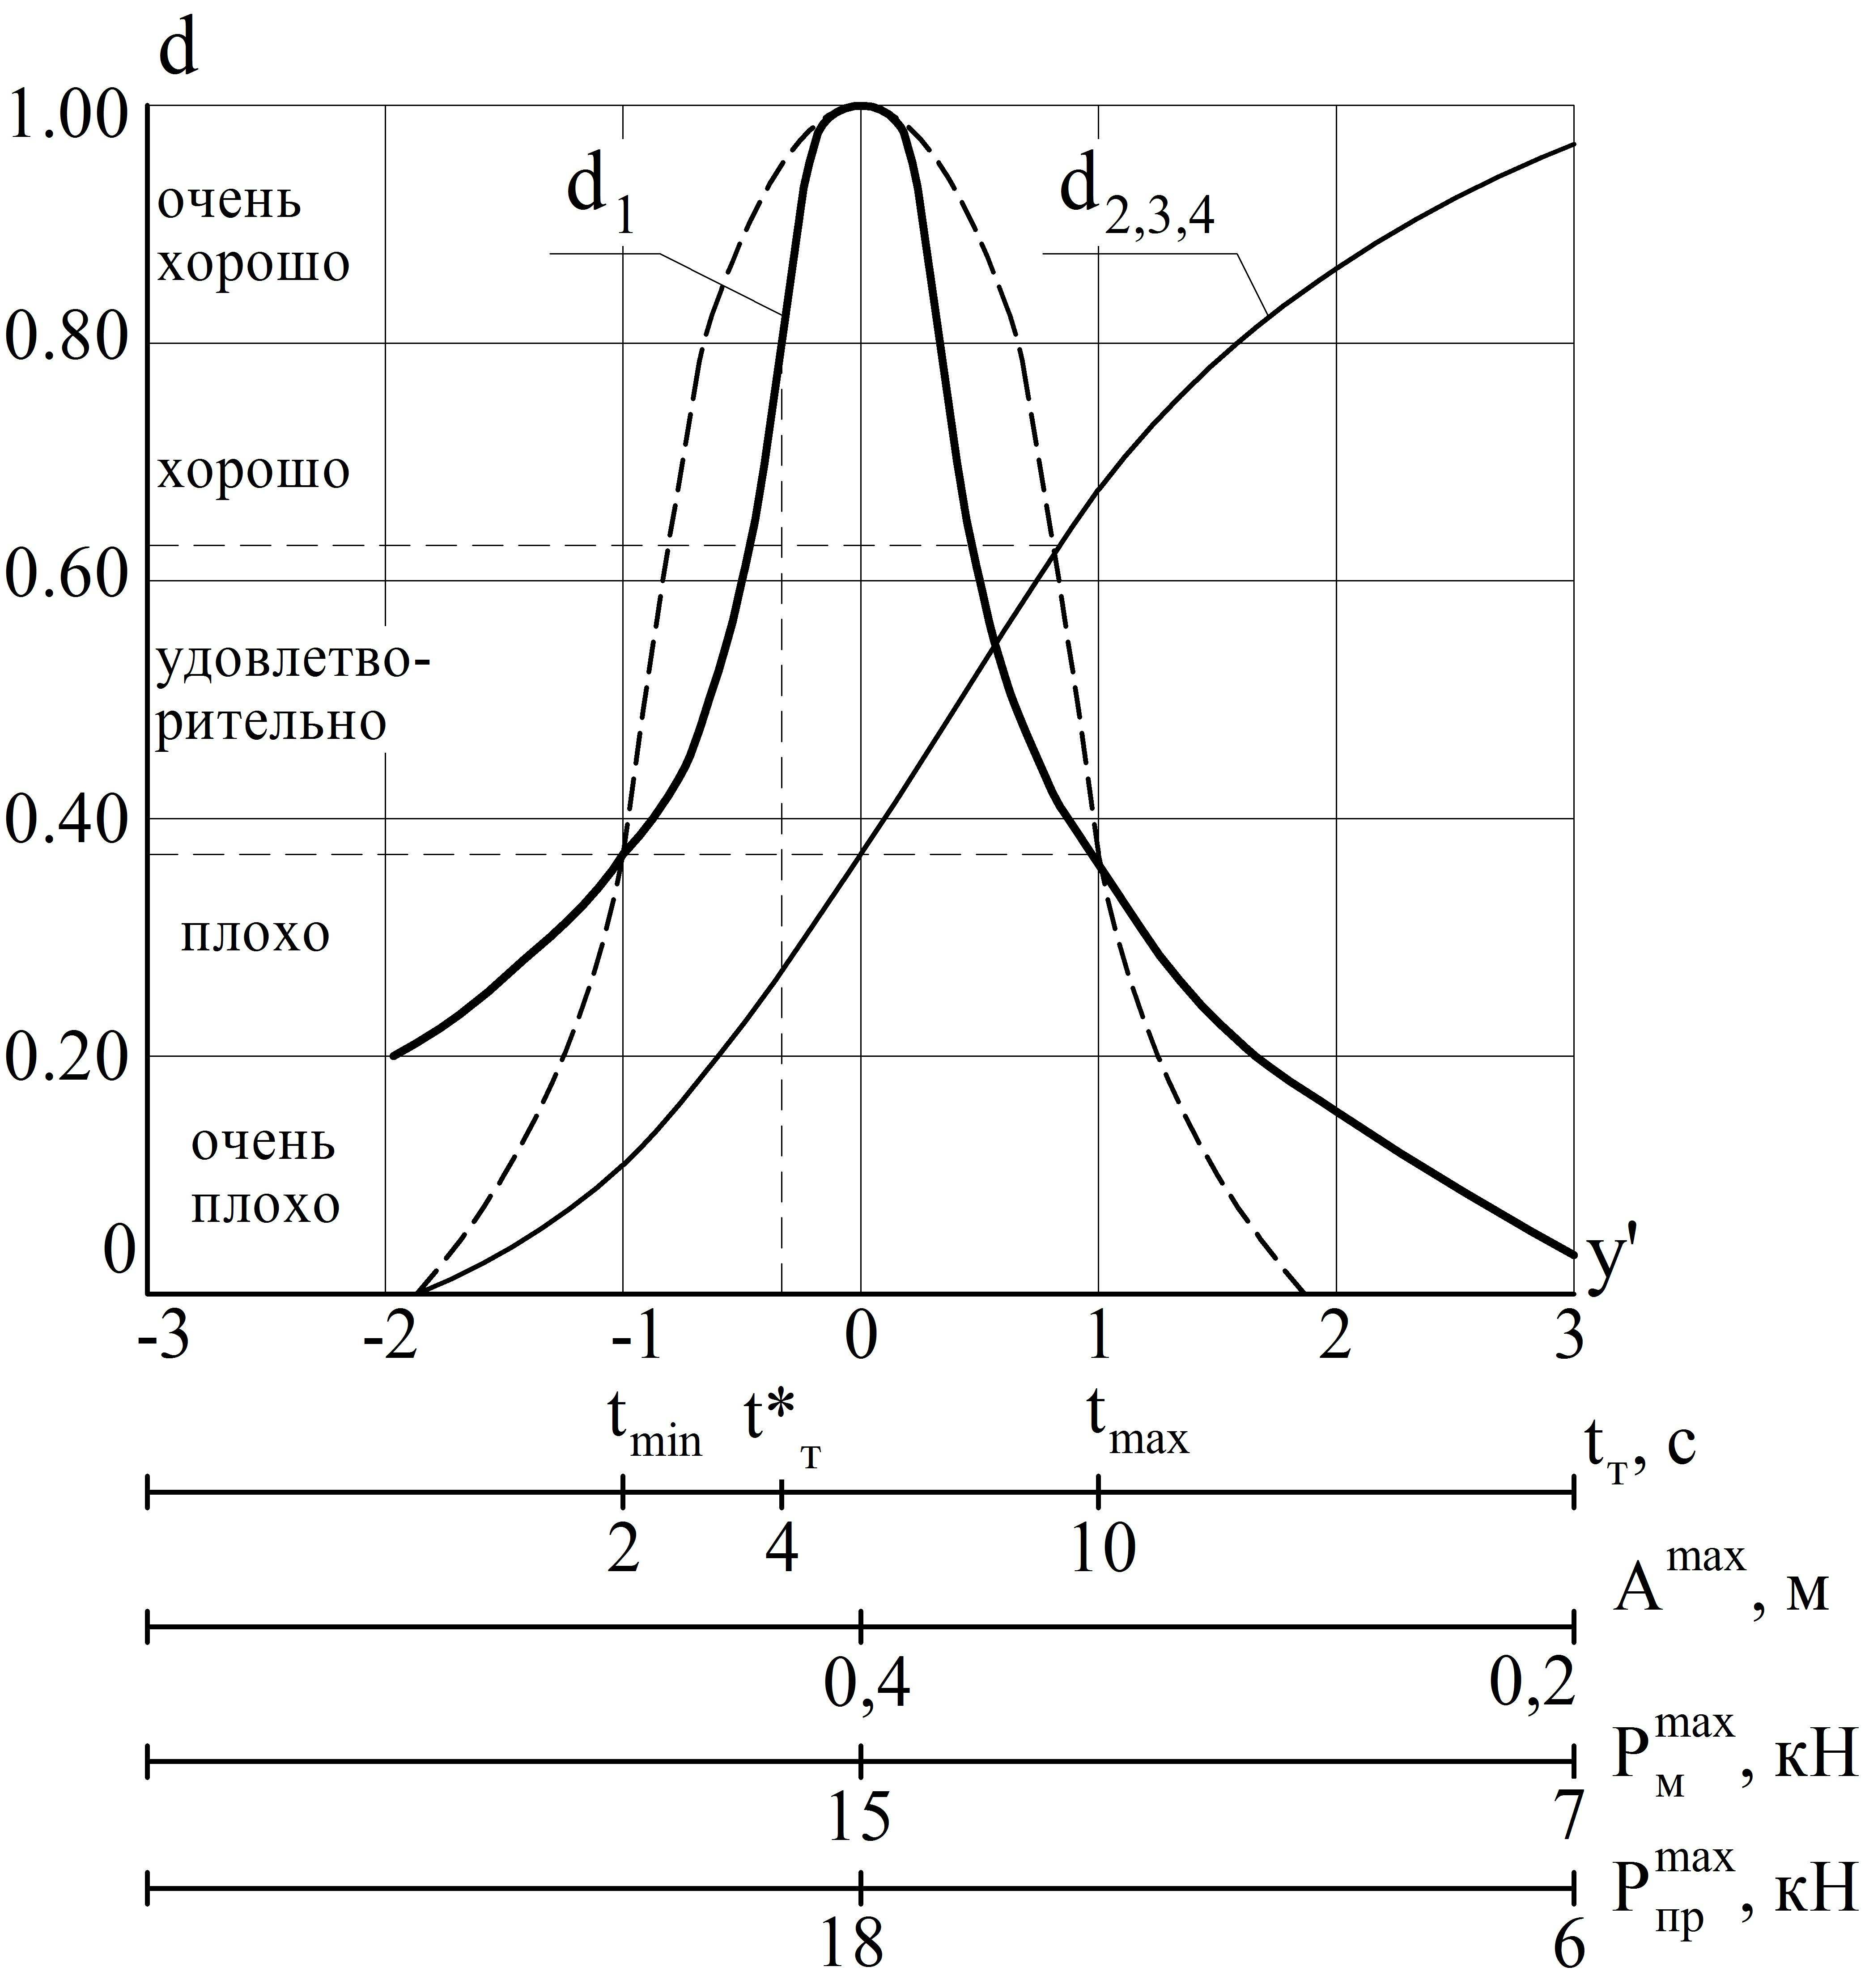 d
1.00
очень
хорошо
d1
d2,3,4
0.80
хорошо
0.60
удовлетво-
рительно
0.40
плохо
0.20
очень
плохо
0
y'
-3 -2 -1 0 1 2 3
tmin t*т tmax tт, с
2 4 10
Amax, м
0,4 0,2
Pмmax, кН
15 7
Pпрmax, кН
18 6